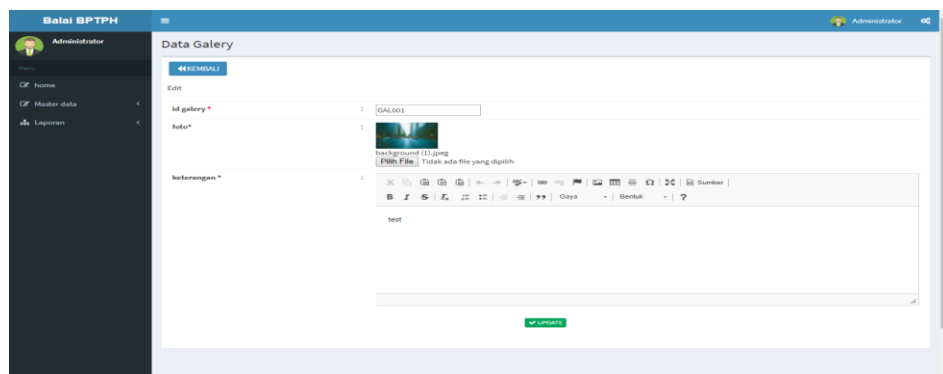 Balai BPTPH
Administrator
Administrator
Menu
home
Master data
Laporan
Data Galery
KEMBALI
Edit
id galery * : GAL001
foto* :
background (1).jpeg
Pilih File Tidak ada file yang dipilih
keterangan * :
Sumber
B I S Ix Gaya Bentuk ?
test
UPDATE